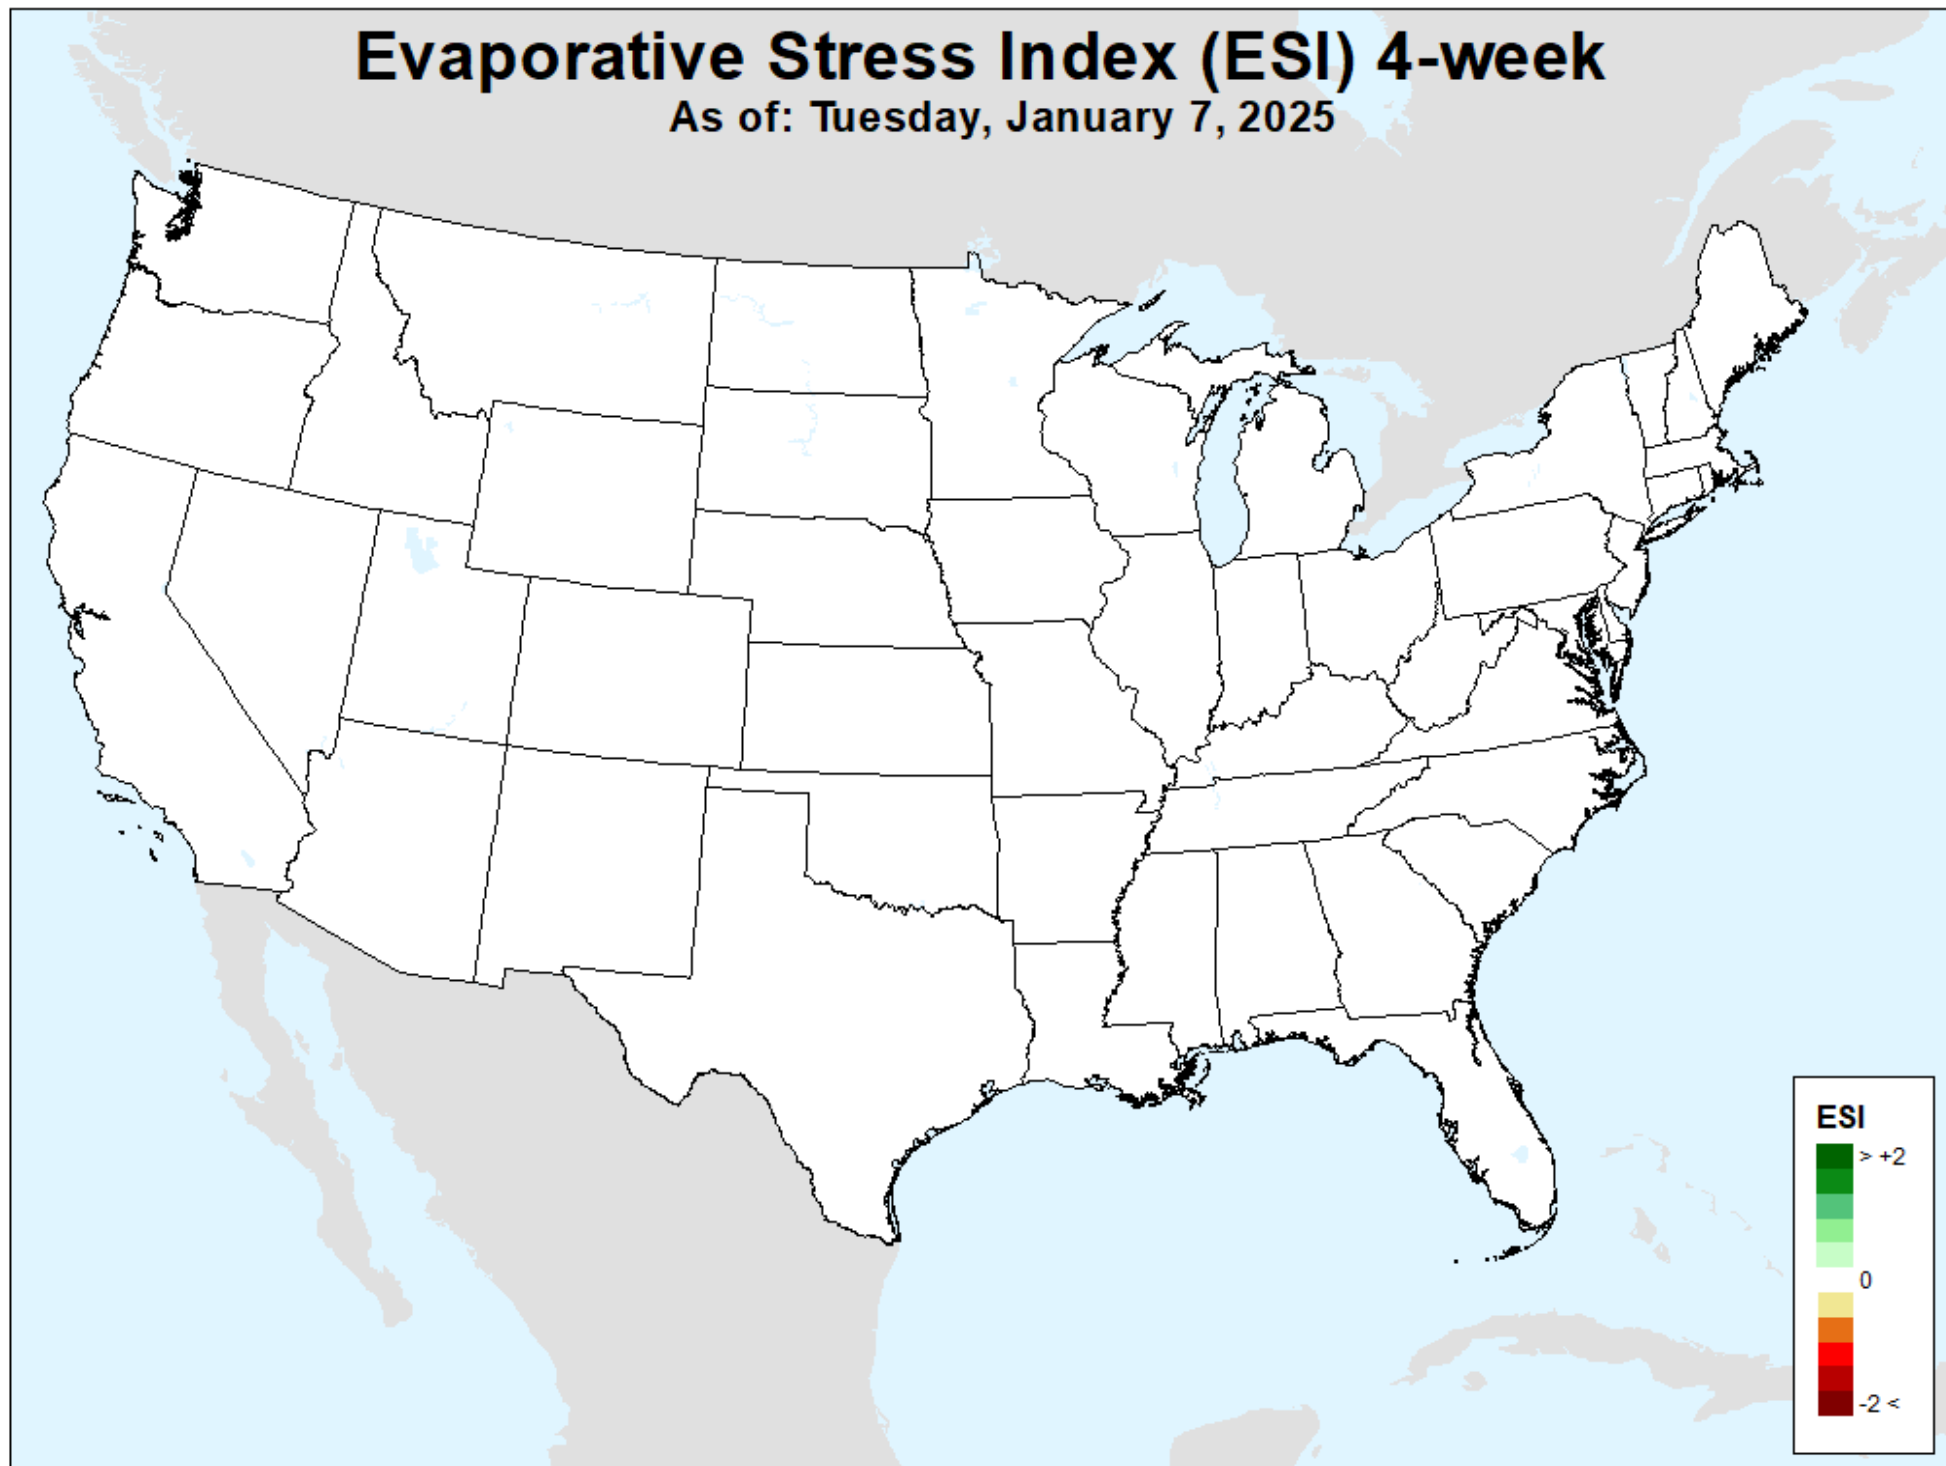 Evaporative Stress Index (ESI) 4-week
As of: Tuesday, January 7, 2025
ESI
> +2
0
-2 <